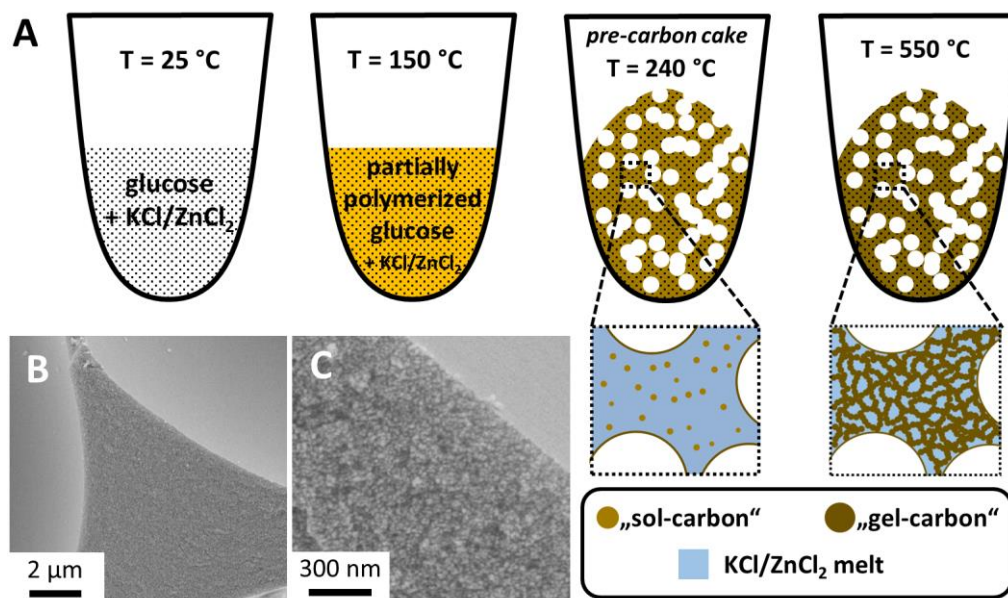 A
T = 25 °C
glucose
+ KCl/ZnCl₂
T = 150 °C
partially
polymerized
glucose
+ KCl/ZnCl₂
pre-carbon cake
T = 240 °C
T = 550 °C
B
2 µm
C
300 nm
„sol-carbon“
„gel-carbon“
KCl/ZnCl₂ melt